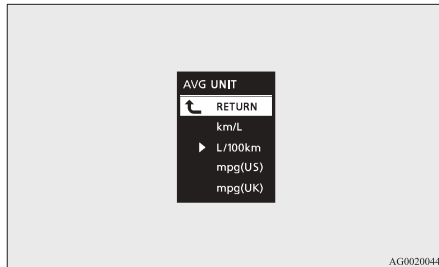 AVG UNIT
RETURN
km/L
L/100km
mpg(US)
mpg(UK)
AG0020044